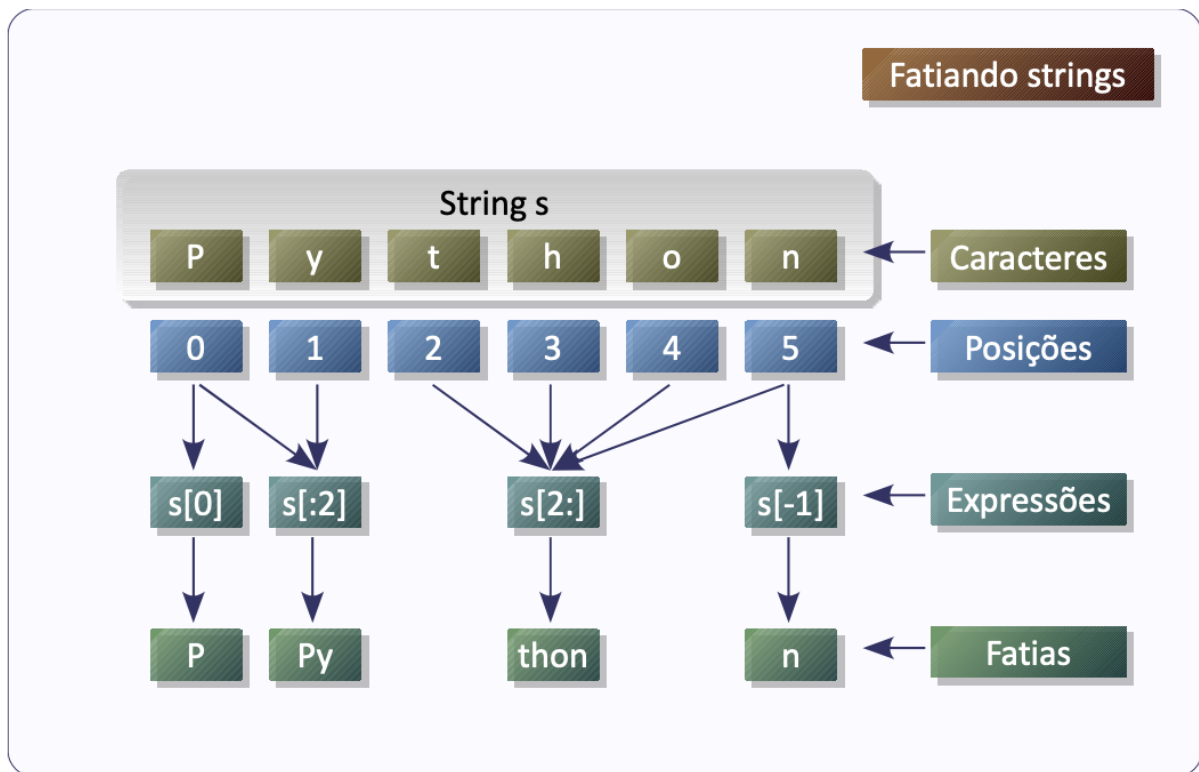 Fatiando strings
String s
P y t h o n Caracteres
0 1 2 3 4 5 Posições
s[0] s[:2] s[2:] s[-1] Expressões
P Py thon n Fatias